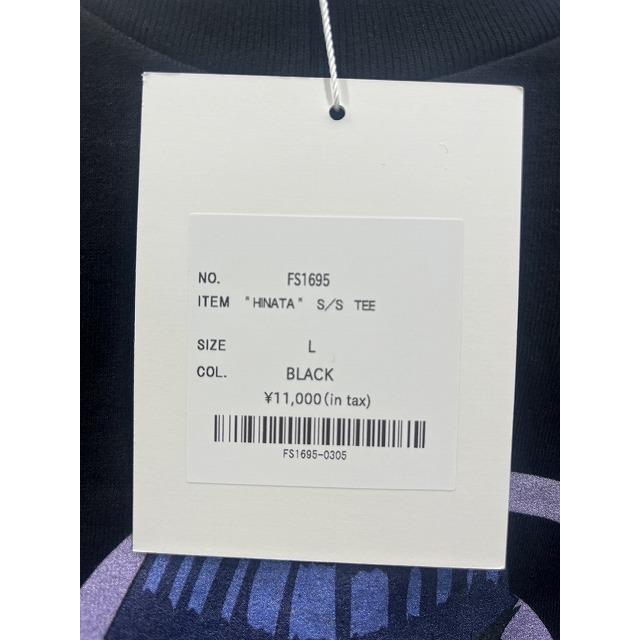 NO. FS1695
ITEM "HINATA" S/S TEE
SIZE L
COL. BLACK
¥11,000(in tax)
FS1695-0305